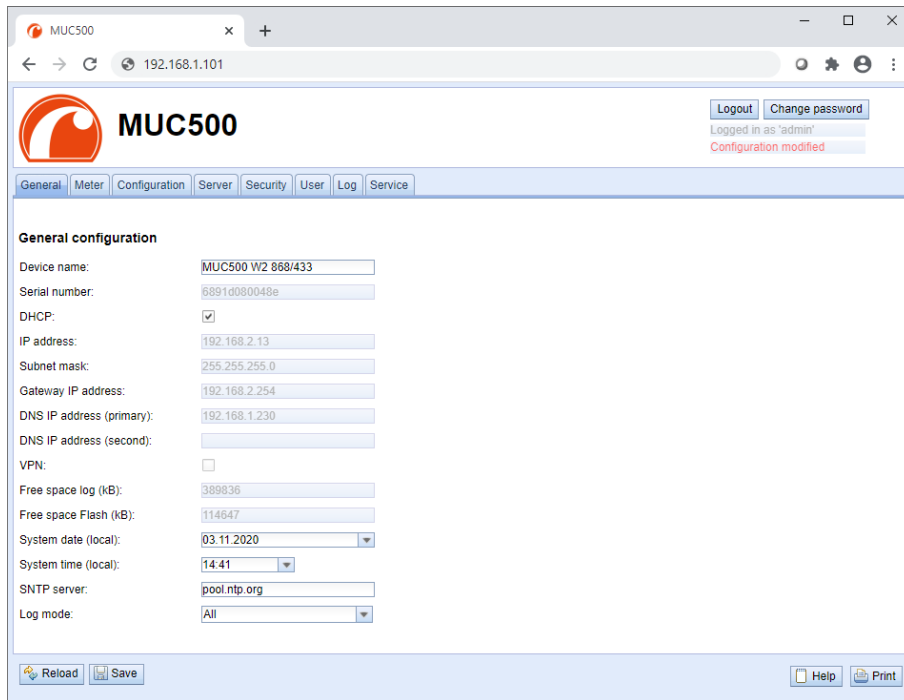 MUC500
192.168.1.101
MUC500
Logout Change password
Logged in as 'admin'
Configuration modified
General Meter Configuration Server Security User Log Service
General configuration
Device name: MUC500 W2 868/433
Serial number: 6891d080048e
DHCP:
IP address: 192.168.2.13
Subnet mask: 255.255.255.0
Gateway IP address: 192.168.2.254
DNS IP address (primary): 192.168.1.230
DNS IP address (second):
VPN:
Free space log (kB): 389836
Free space Flash (kB): 114647
System date (local): 03.11.2020
System time (local): 14:41
SNTP server: pool.ntp.org
Log mode: All
Reload Save Help Print